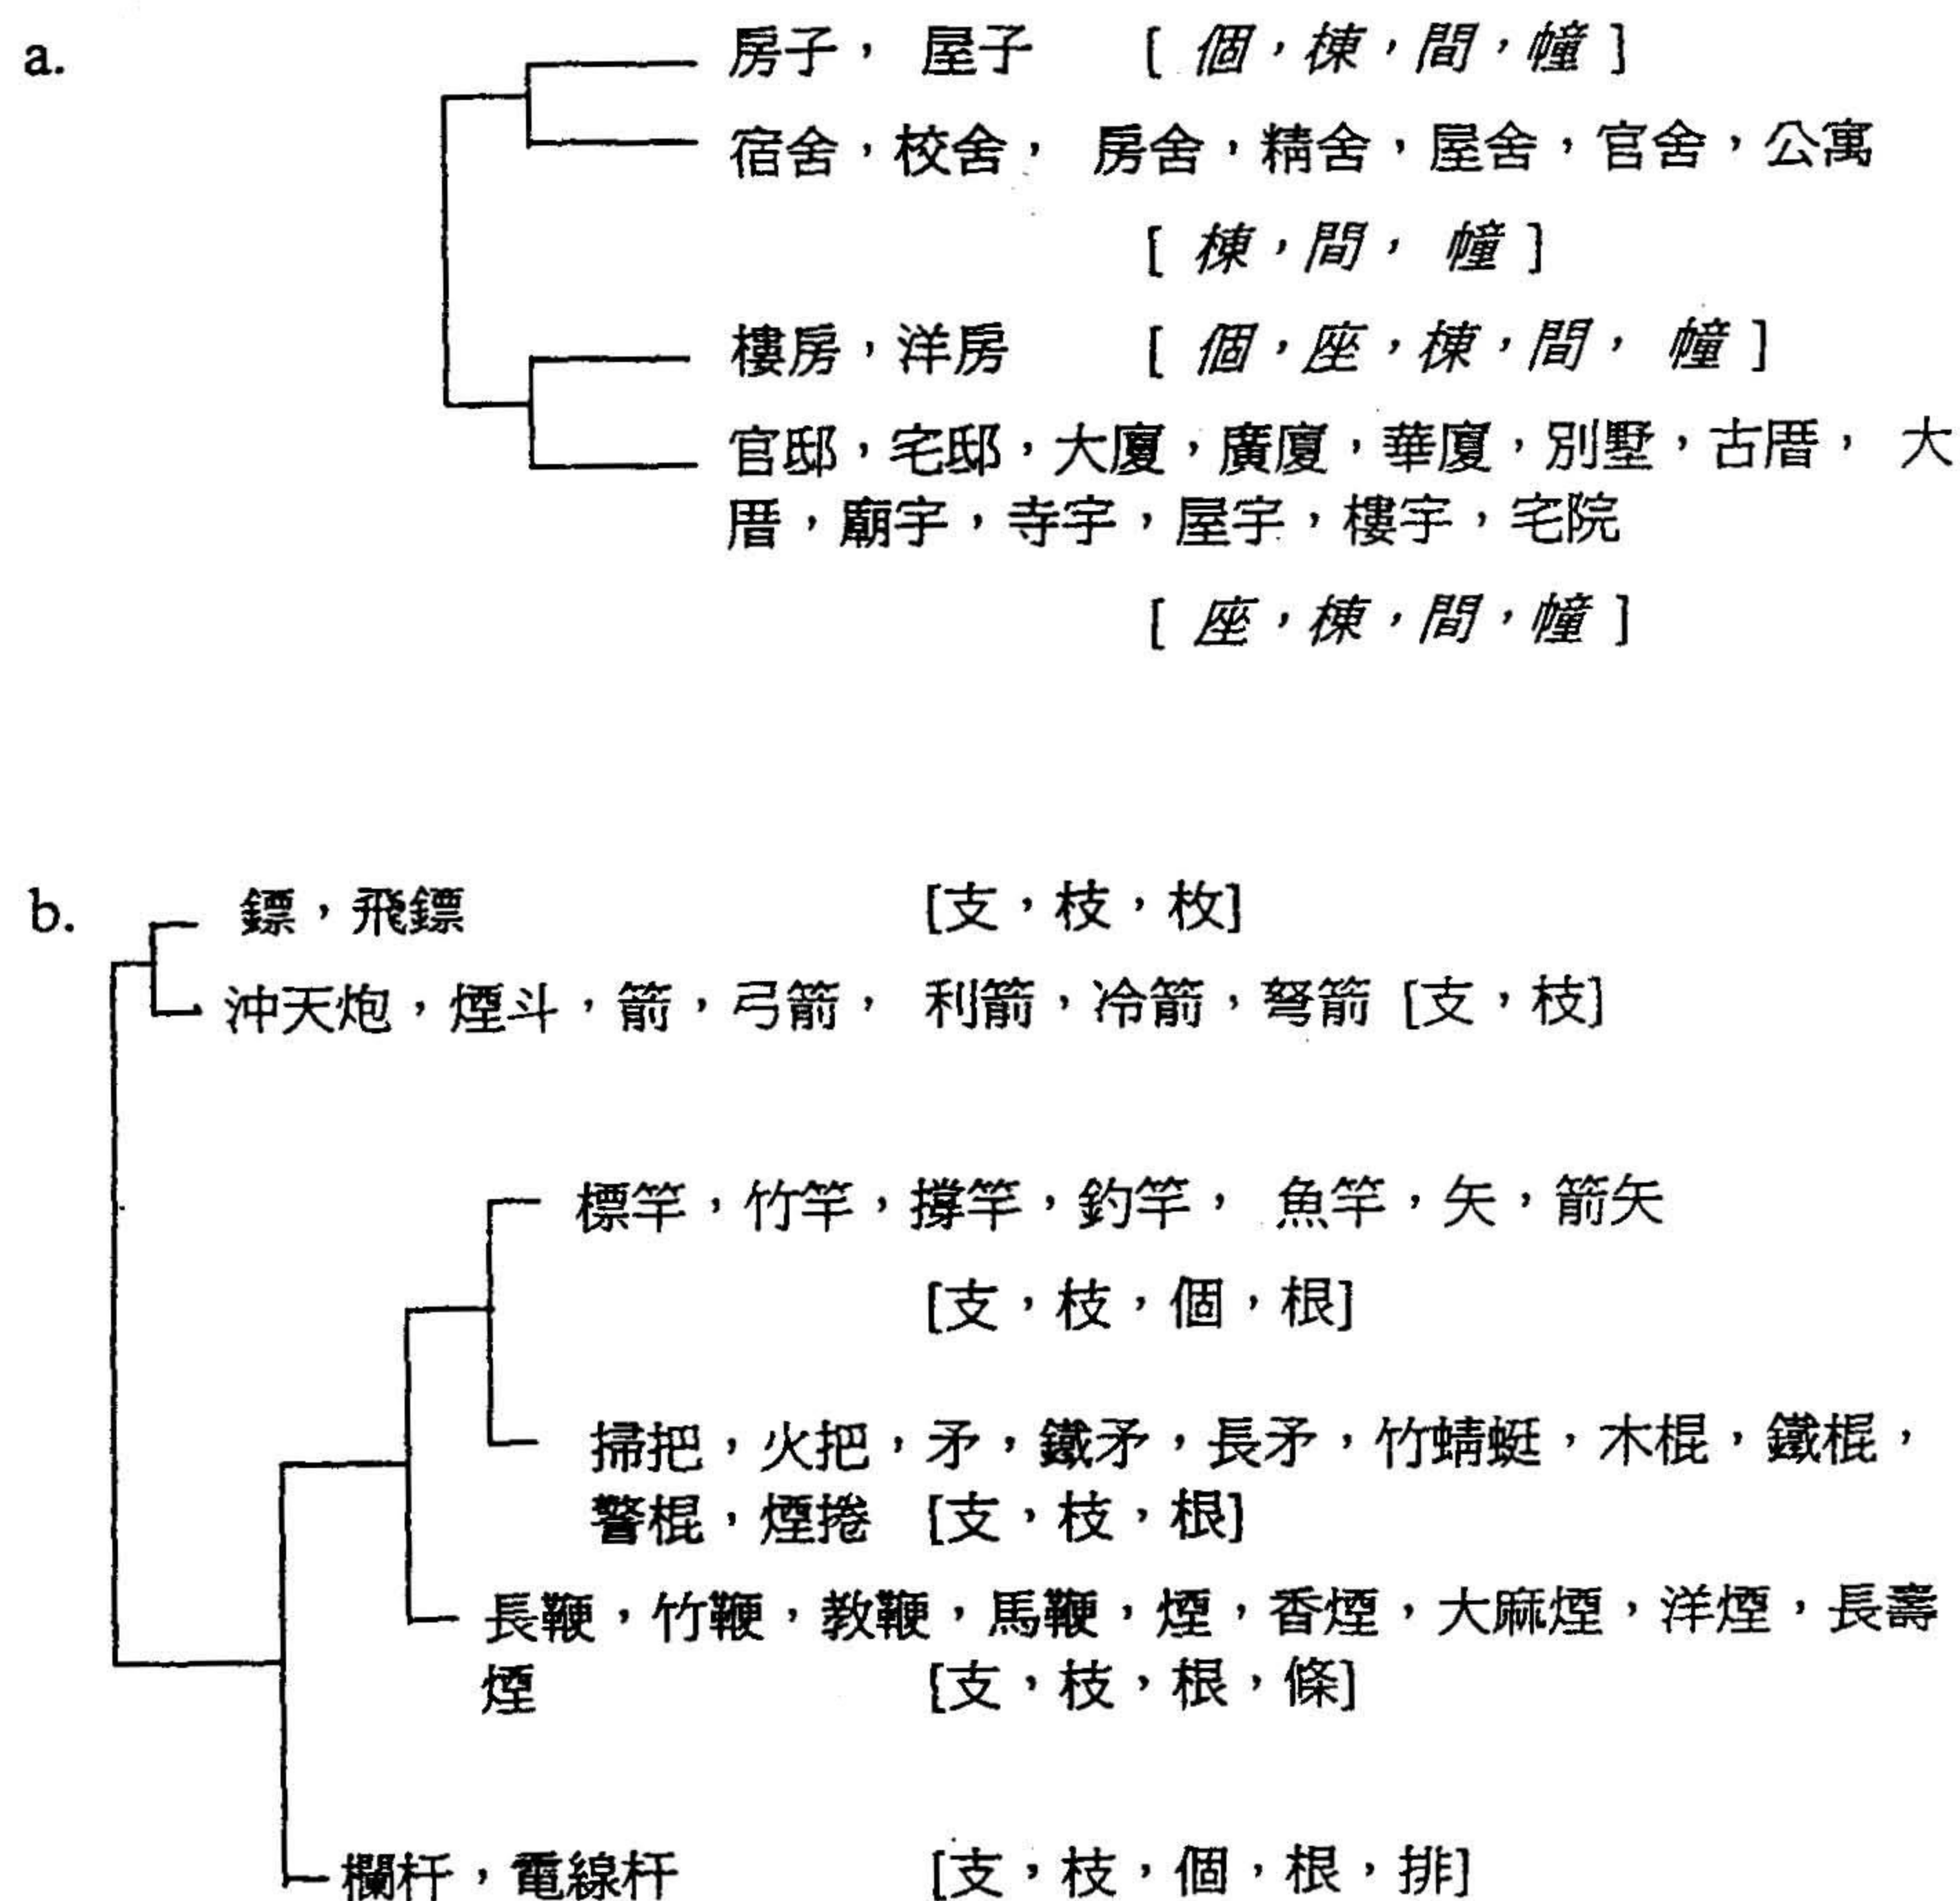 a. 房子，屋子 [個，棟，間，幢]
宿舍，校舍，房舍，精舍，屋舍，官舍，公寓
[棟，間，幢]
樓房，洋房 [個，座，棟，間，幢]
官邸，宅邸，大廈，廣廈，華廈，別墅，古厝，大
厝，廟宇，寺宇，屋宇，樓宇，宅院
[座，棟，間，幢]
b. 鏢，飛鏢 [支，枝，枚]
沖天炮，煙斗，箭，弓箭，利箭，冷箭，弩箭 [支，枝]
標竿，竹竿，撐竿，釣竿，魚竿，矢，箭矢
[支，枝，個，根]
掃把，火把，矛，鐵矛，長矛，竹蜻蜓，木棍，鐵棍，
警棍，煙捲 [支，枝，根]
長鞭，竹鞭，教鞭，馬鞭，煙，香煙，大麻煙，洋煙，長壽
煙 [支，枝，根，條]
欄杆，電線杆 [支，枝，個，根，排]